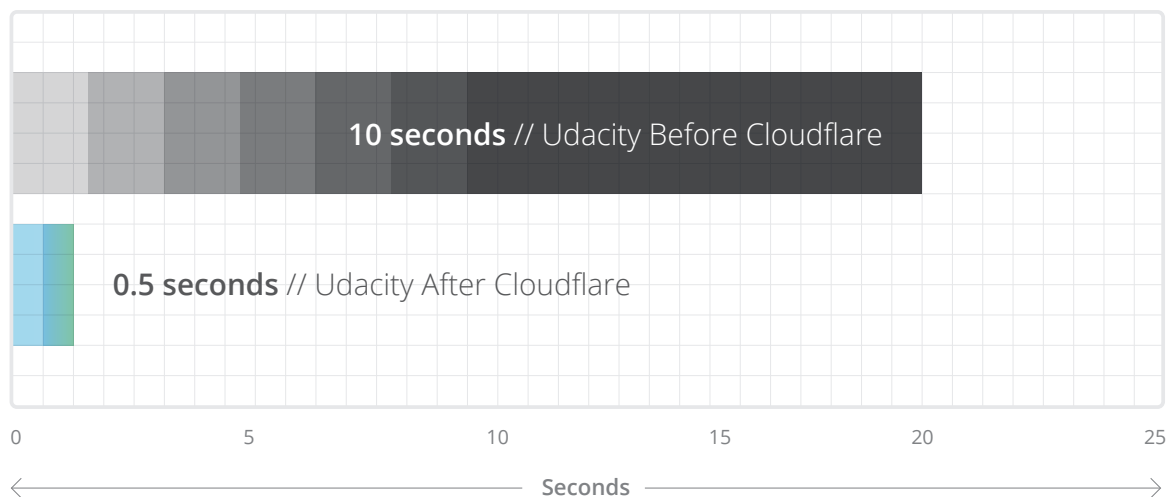 10 seconds // Udacity Before Cloudflare
0.5 seconds // Udacity After Cloudflare
0 5 10 15 20 25
Seconds